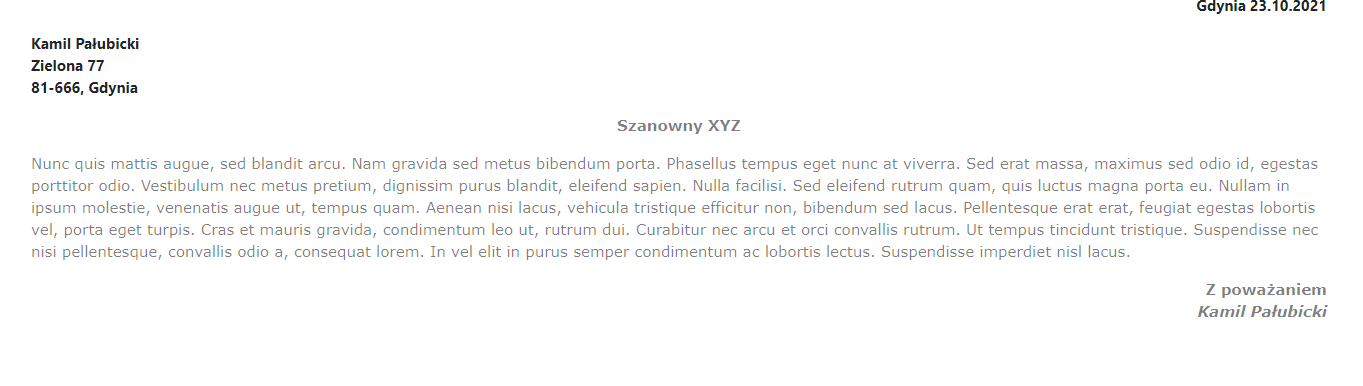 Gdynia 23.10.2021
Kamil Pałubicki
Zielona 77
81-666, Gdynia
Szanowny XYZ
Nunc quis mattis augue, sed blandit arcu. Nam gravida sed metus bibendum porta. Phasellus tempus eget nunc at viverra. Sed erat massa, maximus sed odio id, egestas
porttitor odio. Vestibulum nec metus pretium, dignissim purus blandit, eleifend sapien. Nulla facilisi. Sed eleifend rutrum quam, quis luctus magna porta eu. Nullam in
ipsum molestie, venenatis augue ut, tempus quam. Aenean nisi lacus, vehicula tristique efficitur non, bibendum sed lacus. Pellentesque erat erat, feugiat egestas lobortis
vel, porta eget turpis. Cras et mauris gravida, condimentum leo ut, rutrum dui. Curabitur nec arcu et orci convallis rutrum. Ut tempus tincidunt tristique. Suspendisse nec
nisi pellentesque, convallis odio a, consequat lorem. In vel elit in purus semper condimentum ac lobortis lectus. Suspendisse imperdiet nisl lacus.
Z poważaniem
Kamil Pałubicki